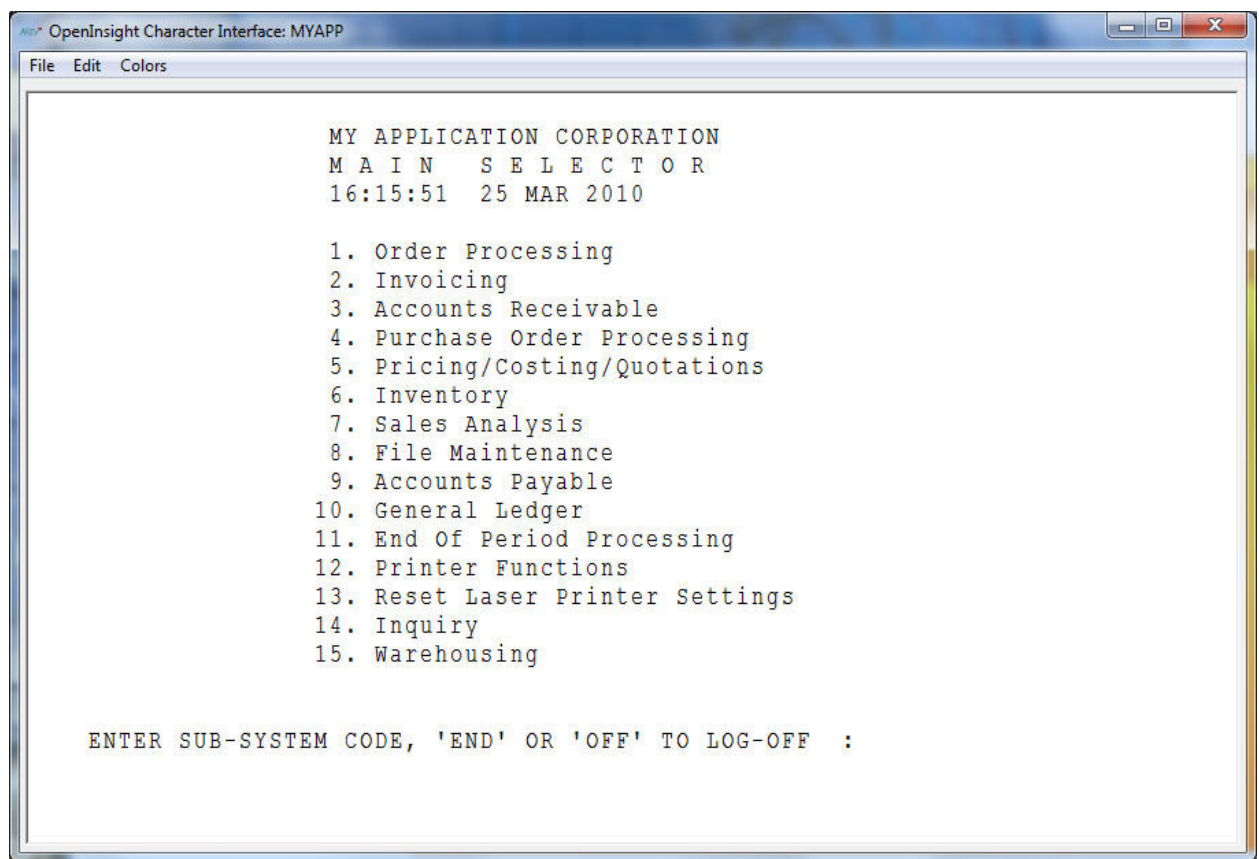 OpenInsight Character Interface: MYAPP
File Edit Colors
MY APPLICATION CORPORATION
M A I N   S E L E C T O R
16:15:51  25 MAR 2010
1. Order Processing
2. Invoicing
3. Accounts Receivable
4. Purchase Order Processing
5. Pricing/Costing/Quotations
6. Inventory
7. Sales Analysis
8. File Maintenance
9. Accounts Payable
10. General Ledger
11. End Of Period Processing
12. Printer Functions
13. Reset Laser Printer Settings
14. Inquiry
15. Warehousing
ENTER SUB-SYSTEM CODE, 'END' OR 'OFF' TO LOG-OFF  :